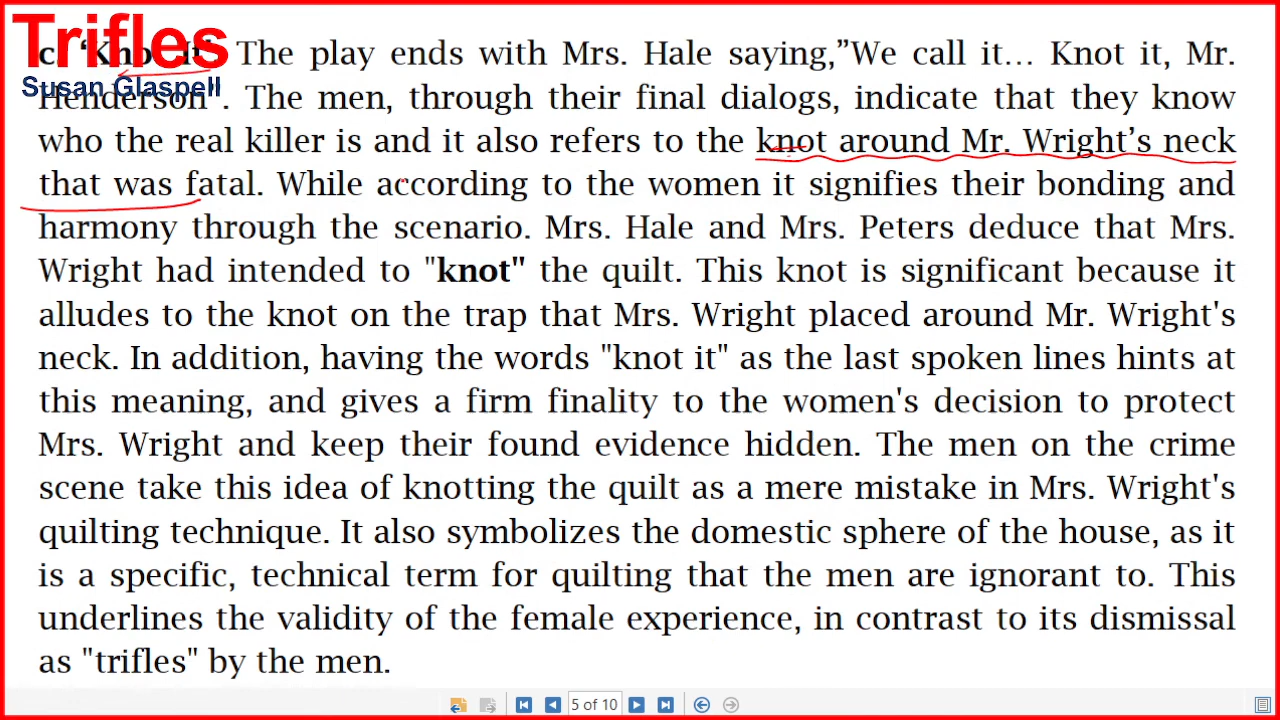 Trifles
Susan Glaspell
The play ends with Mrs. Hale saying,”We call it… Knot it, Mr.
Henderson". The men, through their final dialogs, indicate that they know
who the real killer is and it also refers to the knot around Mr. Wright’s neck
that was fatal. While according to the women it signifies their bonding and
harmony through the scenario. Mrs. Hale and Mrs. Peters deduce that Mrs.
Wright had intended to "knot" the quilt. This knot is significant because it
alludes to the knot on the trap that Mrs. Wright placed around Mr. Wright's
neck. In addition, having the words "knot it" as the last spoken lines hints at
this meaning, and gives a firm finality to the women's decision to protect
Mrs. Wright and keep their found evidence hidden. The men on the crime
scene take this idea of knotting the quilt as a mere mistake in Mrs. Wright's
quilting technique. It also symbolizes the domestic sphere of the house, as it
is a specific, technical term for quilting that the men are ignorant to. This
underlines the validity of the female experience, in contrast to its dismissal
as "trifles" by the men.
5 of 10